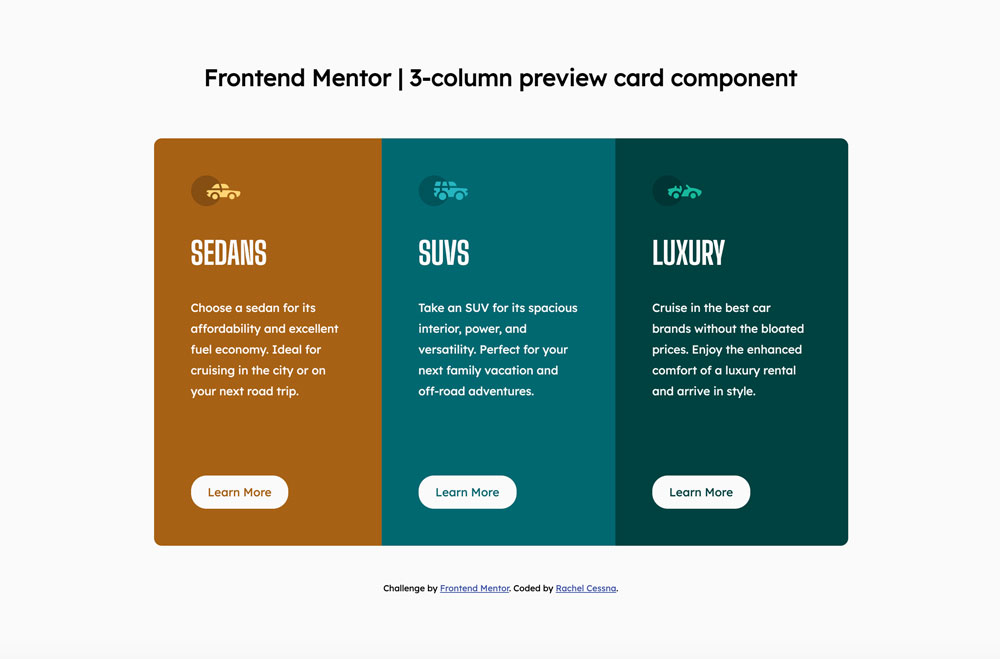 Frontend Mentor | 3-column preview card component
SEDANS
Choose a sedan for its
affordability and excellent
fuel economy. Ideal for
cruising in the city or on
your next road trip.
Learn More
SUVS
Take an SUV for its spacious
interior, power, and
versatility. Perfect for your
next family vacation and
off-road adventures.
Learn More
LUXURY
Cruise in the best car
brands without the bloated
prices. Enjoy the enhanced
comfort of a luxury rental
and arrive in style.
Learn More
Challenge by Frontend Mentor. Coded by Rachel Cessna.